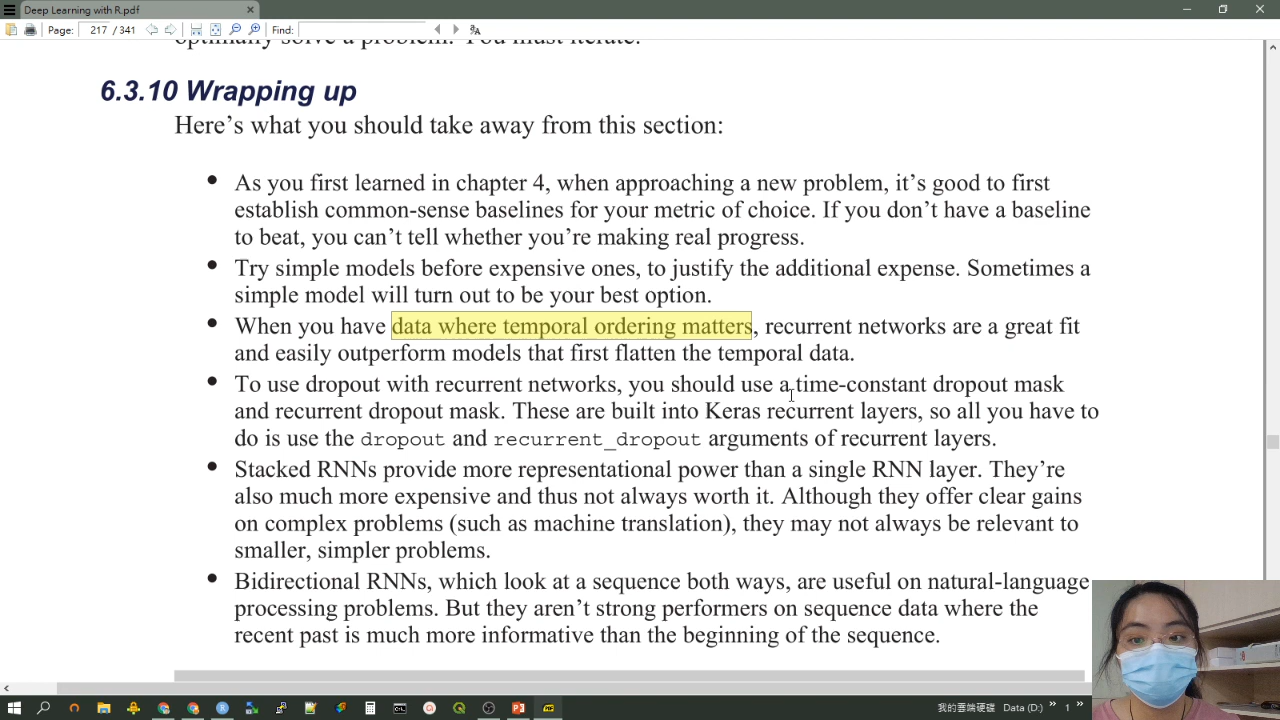 Deep Learning with R.pdf
Page: 217 / 341 Find:
optimally solve a problem. You must iterate.
6.3.10 Wrapping up
Here’s what you should take away from this section:
• As you first learned in chapter 4, when approaching a new problem, it’s good to first
establish common-sense baselines for your metric of choice. If you don’t have a baseline
to beat, you can’t tell whether you’re making real progress.
• Try simple models before expensive ones, to justify the additional expense. Sometimes a
simple model will turn out to be your best option.
• When you have data where temporal ordering matters, recurrent networks are a great fit
and easily outperform models that first flatten the temporal data.
• To use dropout with recurrent networks, you should use a time-constant dropout mask
and recurrent dropout mask. These are built into Keras recurrent layers, so all you have to
do is use the dropout and recurrent_dropout arguments of recurrent layers.
• Stacked RNNs provide more representational power than a single RNN layer. They’re
also much more expensive and thus not always worth it. Although they offer clear gains
on complex problems (such as machine translation), they may not always be relevant to
smaller, simpler problems.
• Bidirectional RNNs, which look at a sequence both ways, are useful on natural-language
processing problems. But they aren’t strong performers on sequence data where the
recent past is much more informative than the beginning of the sequence.
我的雲端硬碟 Data (D:) 1